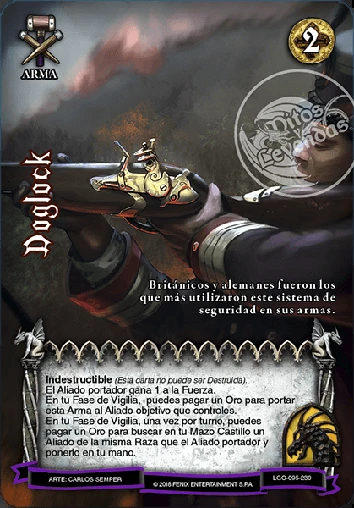 2
ARMA
Mitos y
Leyendas
Doglock
Británicos y alemanes fueron los
que más utilizaron este sistema de
seguridad en sus armas.
Indestructible (Esta carta no puede ser Destruida).
El Aliado portador gana 1 a la Fuerza.
En tu Fase de Vigilia, puedes pagar un Oro para portar
esta Arma al Aliado objetivo que controles.
En tu Fase de Vigilia, una vez por turno, puedes
pagar un Oro para buscar en tu Mazo Castillo un
Aliado de la misma Raza que el Aliado portador y
ponerlo en tu mano.
ARTE: CARLOS SEMPER
© 2018 FENIX ENTERTAINMENT S.P.A